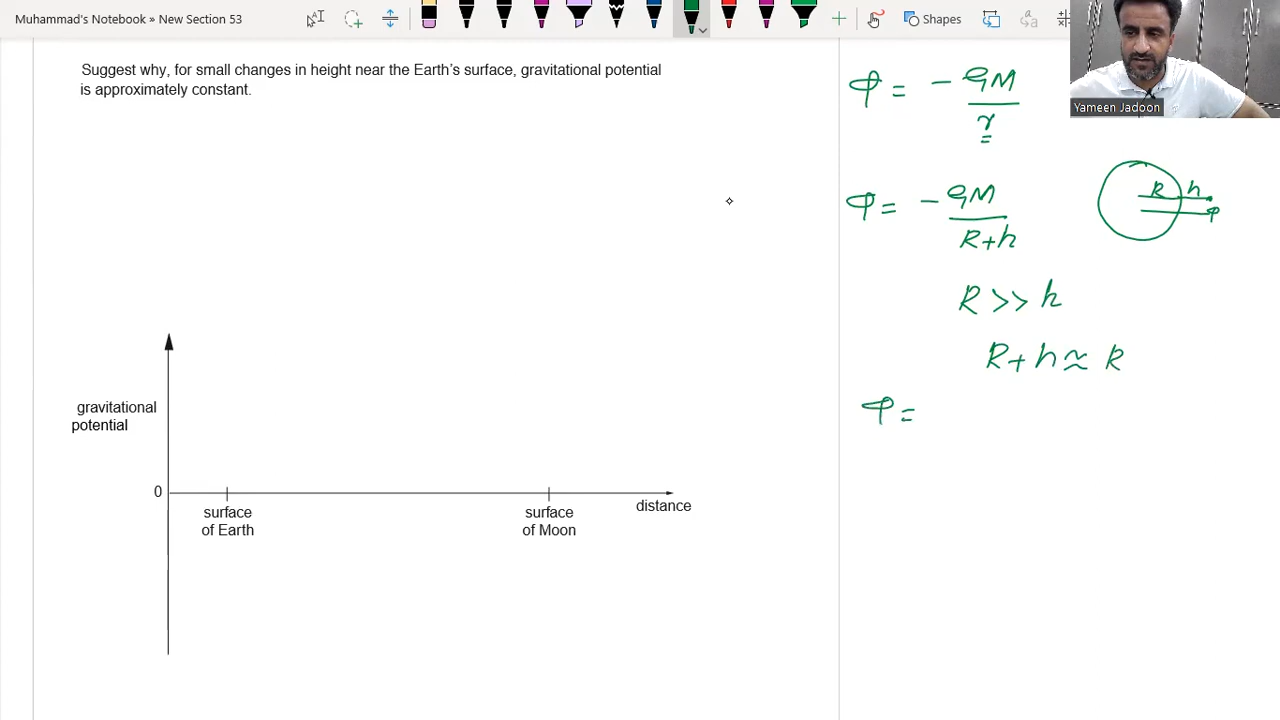 Muhammad's Notebook » New Section 53
Shapes
Yameen Jadoon
Suggest why, for small changes in height near the Earth's surface, gravitational potential
is approximately constant.
φ = - GM
r
φ = - GM
R+h
R h
P
R >> h
R + h ≈ R
φ =
gravitational
potential
0
surface
of Earth
surface
of Moon
distance